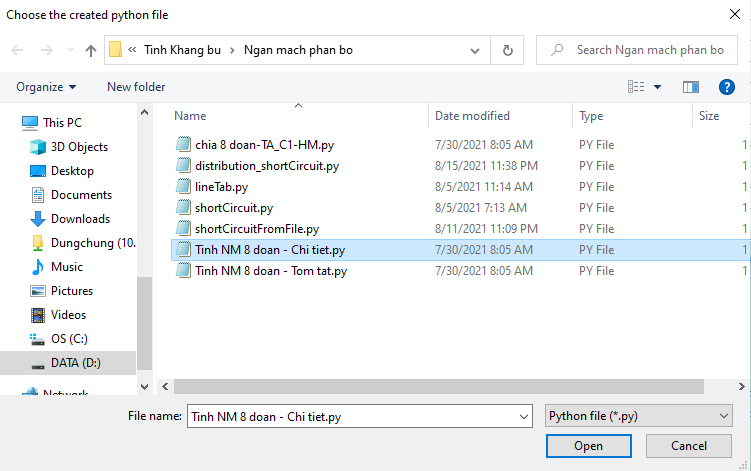 Choose the created python file
« Tinh Khang bu › Ngan mach phan bo
Search Ngan mach phan bo
Organize New folder
This PC
3D Objects
Desktop
Documents
Downloads
Dungchung (10.
Music
Pictures
Videos
OS (C:)
DATA (D:)
Network
Name Date modified Type Size
chia 8 doan-TA_C1-HM.py 7/30/2021 8:05 AM PY File 1
distribution_shortCircuit.py 8/15/2021 11:38 PM PY File 1
lineTab.py 8/5/2021 11:14 AM PY File 1
shortCircuit.py 8/5/2021 7:13 AM PY File 1
shortCircuitFromFile.py 8/11/2021 11:09 PM PY File 1
Tinh NM 8 doan - Chi tiet.py 7/30/2021 8:05 AM PY File 1
Tinh NM 8 doan - Tom tat.py 7/30/2021 8:05 AM PY File 1
File name: Tinh NM 8 doan - Chi tiet.py Python file (*.py)
Open Cancel